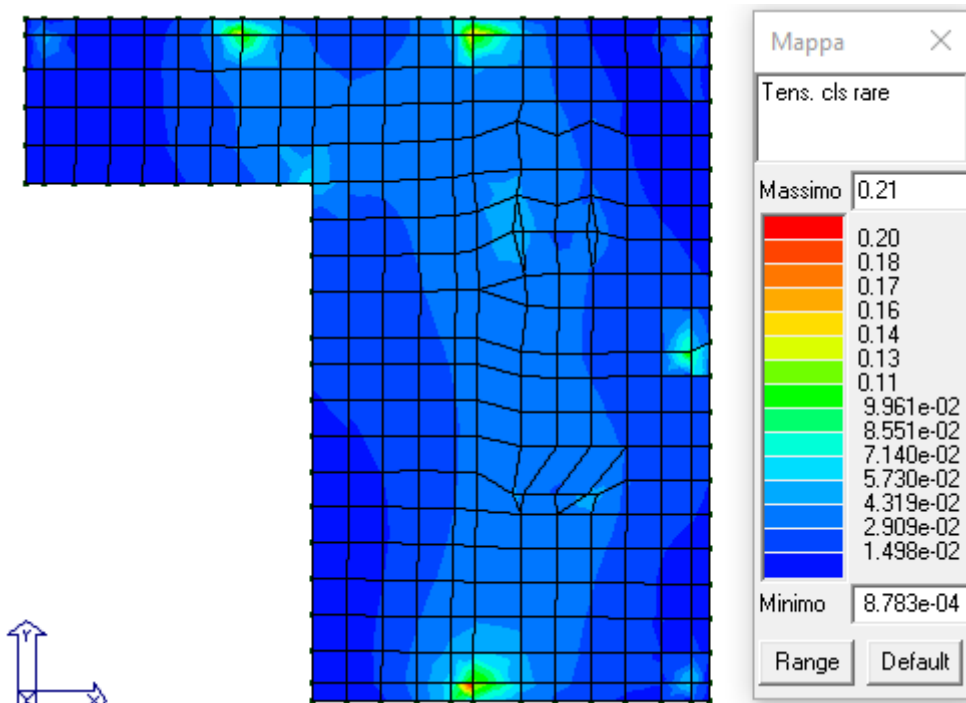 Mappa
Tens. cls rare
Massimo 0.21
0.20
0.18
0.17
0.16
0.14
0.13
0.11
9.961e-02
8.551e-02
7.140e-02
5.730e-02
4.319e-02
2.909e-02
1.498e-02
Minimo 8.783e-04
Range Default
Y
X